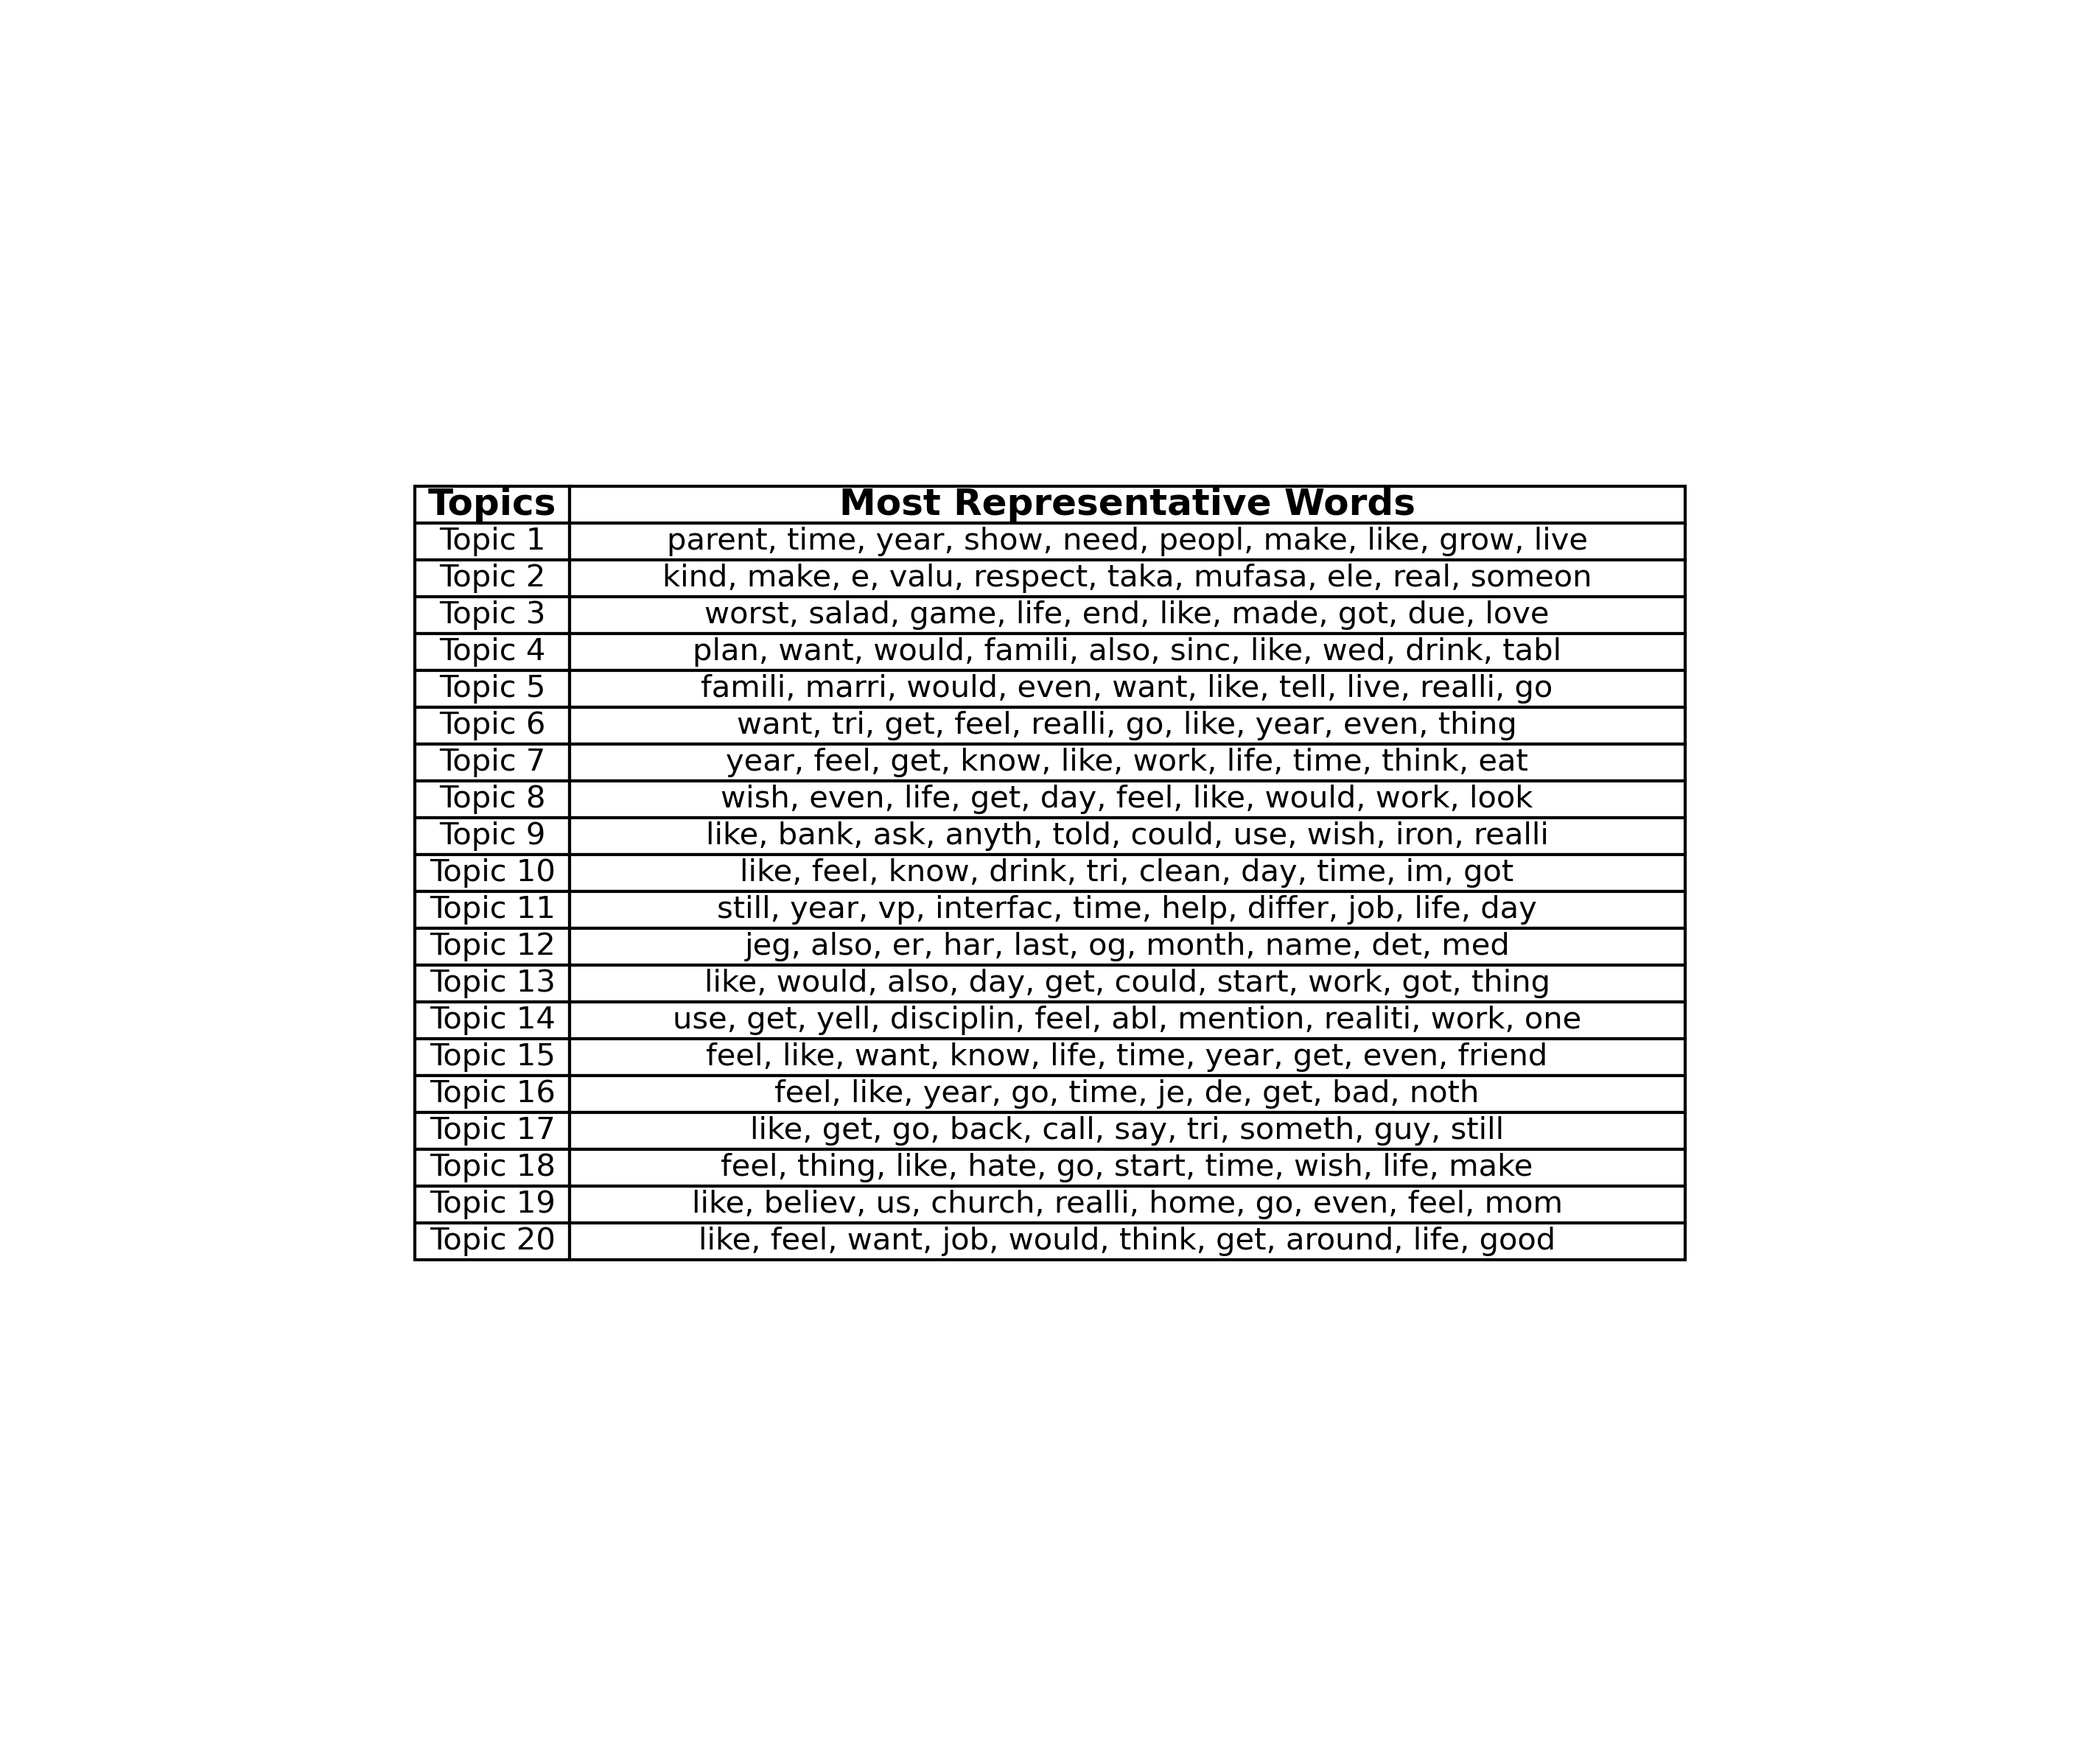 Topics Most Representative Words
Topic 1 parent, time, year, show, need, peopl, make, like, grow, live
Topic 2 kind, make, e, valu, respect, taka, mufasa, ele, real, someon
Topic 3 worst, salad, game, life, end, like, made, got, due, love
Topic 4 plan, want, would, famili, also, sinc, like, wed, drink, tabl
Topic 5 famili, marri, would, even, want, like, tell, live, realli, go
Topic 6 want, tri, get, feel, realli, go, like, year, even, thing
Topic 7 year, feel, get, know, like, work, life, time, think, eat
Topic 8 wish, even, life, get, day, feel, like, would, work, look
Topic 9 like, bank, ask, anyth, told, could, use, wish, iron, realli
Topic 10 like, feel, know, drink, tri, clean, day, time, im, got
Topic 11 still, year, vp, interfac, time, help, differ, job, life, day
Topic 12 jeg, also, er, har, last, og, month, name, det, med
Topic 13 like, would, also, day, get, could, start, work, got, thing
Topic 14 use, get, yell, disciplin, feel, abl, mention, realiti, work, one
Topic 15 feel, like, want, know, life, time, year, get, even, friend
Topic 16 feel, like, year, go, time, je, de, get, bad, noth
Topic 17 like, get, go, back, call, say, tri, someth, guy, still
Topic 18 feel, thing, like, hate, go, start, time, wish, life, make
Topic 19 like, believ, us, church, realli, home, go, even, feel, mom
Topic 20 like, feel, want, job, would, think, get, around, life, good